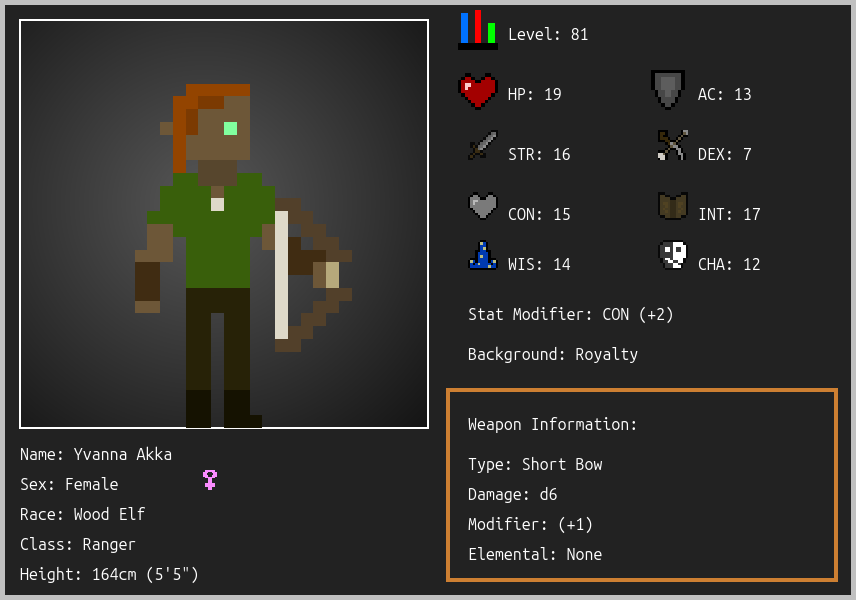 Level: 81
HP: 19
AC: 13
STR: 16
DEX: 7
CON: 15
INT: 17
WIS: 14
CHA: 12
Stat Modifier: CON (+2)
Background: Royalty
Weapon Information:
Type: Short Bow
Damage: d6
Modifier: (+1)
Elemental: None
Name: Yvanna Akka
Sex: Female
Race: Wood Elf
Class: Ranger
Height: 164cm (5'5")